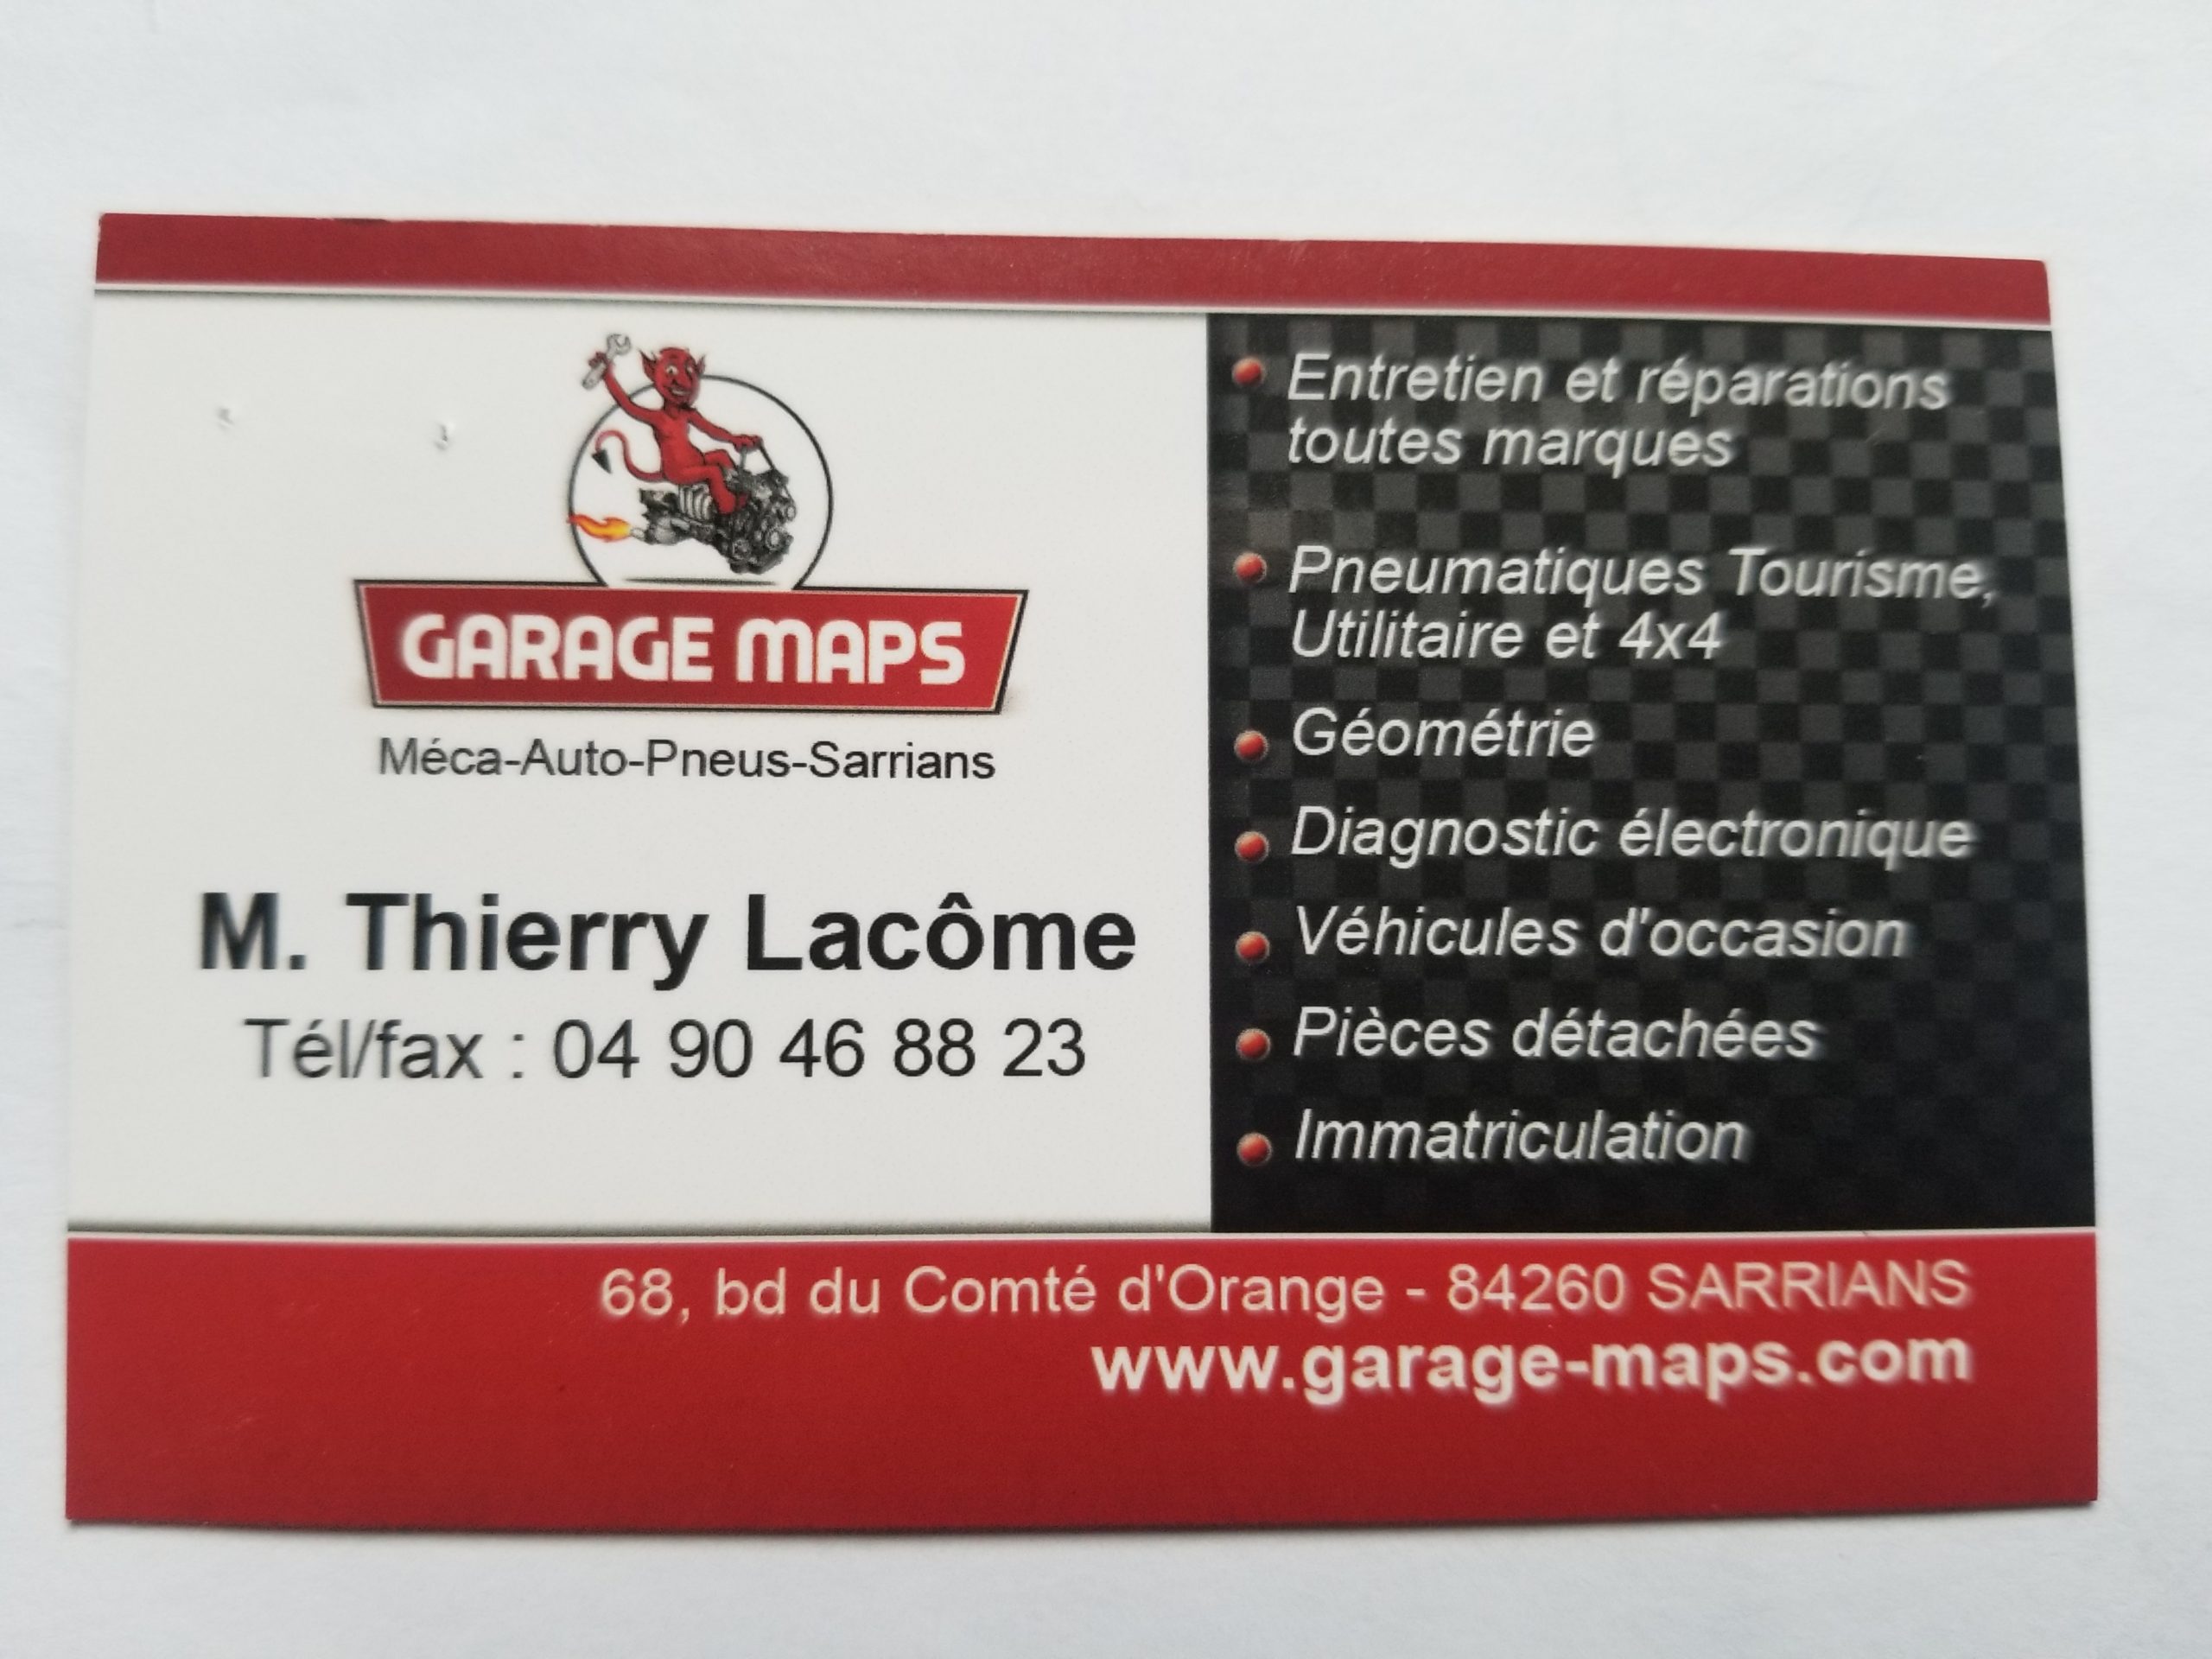 GARAGE MAPS
Méca-Auto-Pneus-Sarrians
M. Thierry Lacôme
Tél/fax : 04 90 46 88 23
Entretien et réparations
toutes marques
Pneumatiques Tourisme,
Utilitaire et 4x4
Géométrie
Diagnostic électronique
Véhicules d'occasion
Pièces détachées
Immatriculation
68, bd du Comté d'Orange - 84260 SARRIANS
www.garage-maps.com